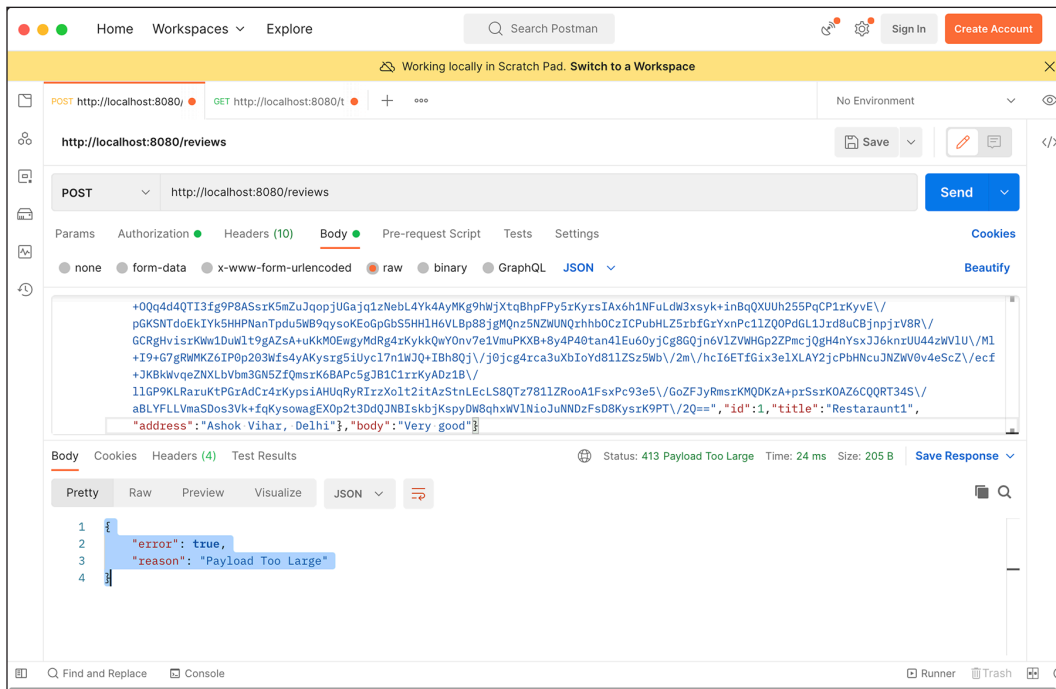 Home Workspaces Explore Search Postman Sign In Create Account
Working locally in Scratch Pad. Switch to a Workspace
POST http://localhost:8080/ GET http://localhost:8080/t No Environment
http://localhost:8080/reviews Save
POST http://localhost:8080/reviews Send
Params Authorization Headers (10) Body Pre-request Script Tests Settings Cookies
none form-data x-www-form-urlencoded raw binary GraphQL JSON Beautify
+OQq4d4QTI3fg9P8ASsrK5mZuJqopjUGajq1zNebL4Yk4AyMKg9hWjXtqBhpFPy5rKyrsIAx6h1NFuLdW3xsyk+inBqQXUUh255PqCP1rKyvE\/
pGKSNTdoEkIYk5HHPNanTpdu5WB9qysoKEoGpGbS5HHlH6VLBp88jgMQnz5NZWUNQrhhbOCzICPubHLZ5rbfGrYxnPc1lZQOPdGL1Jrd8uCBjnpjrV8R\/
GCRgHvisrKWw1DuWlt9gAZsA+uKkMOEwgyMdRg4rKykkQwYOnv7e1VmuPKXB+8y4P40tan4lEu6OyjCg8GQjn6VlZVWHGp2ZPmcjQgH4nYsxJJ6knrUU44zWVlU\/Ml
+I9+G7gRWMKZ6IP0p203Wfs4yAKysrg5iUycl7n1WJQ+IBh8Qj\/j0jcg4rca3uXbIoYd81lZSz5Wb\/2m\/hcI6ETfGix3elXLAY2jcPbHNcuJNZWV0v4eScZ\/ecf
+JKBkWvqeZNXLbVbm3GN5ZfQmsrK6BAPc5gJB1C1rrKyADz1B\/
llGP9KLRaruKtPGrAdCr4rKypsiAHUqRyRIrzXolt2itAzStnLEcLS8QTz781lZRooA1FsxPc93e5\/GoZFJyRmsrKMQDKzA+prSsrKOAZ6CQQRT34S\/
aBLYFLLVmaSDos3Vk+fqKysowagEXOp2t3DdQJNBIskbjKspyDW8qhxWVlNioJuNNDzFsD8KysrK9PT\/2Q==","id":1,"title":"Restaraunt1",
"address":"Ashok Vihar, Delhi"},"body":"Very good"}
Body Cookies Headers (4) Test Results Status: 413 Payload Too Large Time: 24 ms Size: 205 B Save Response
Pretty Raw Preview Visualize JSON
1 {
2 "error": true,
3 "reason": "Payload Too Large"
4 }
Find and Replace Console Runner Trash